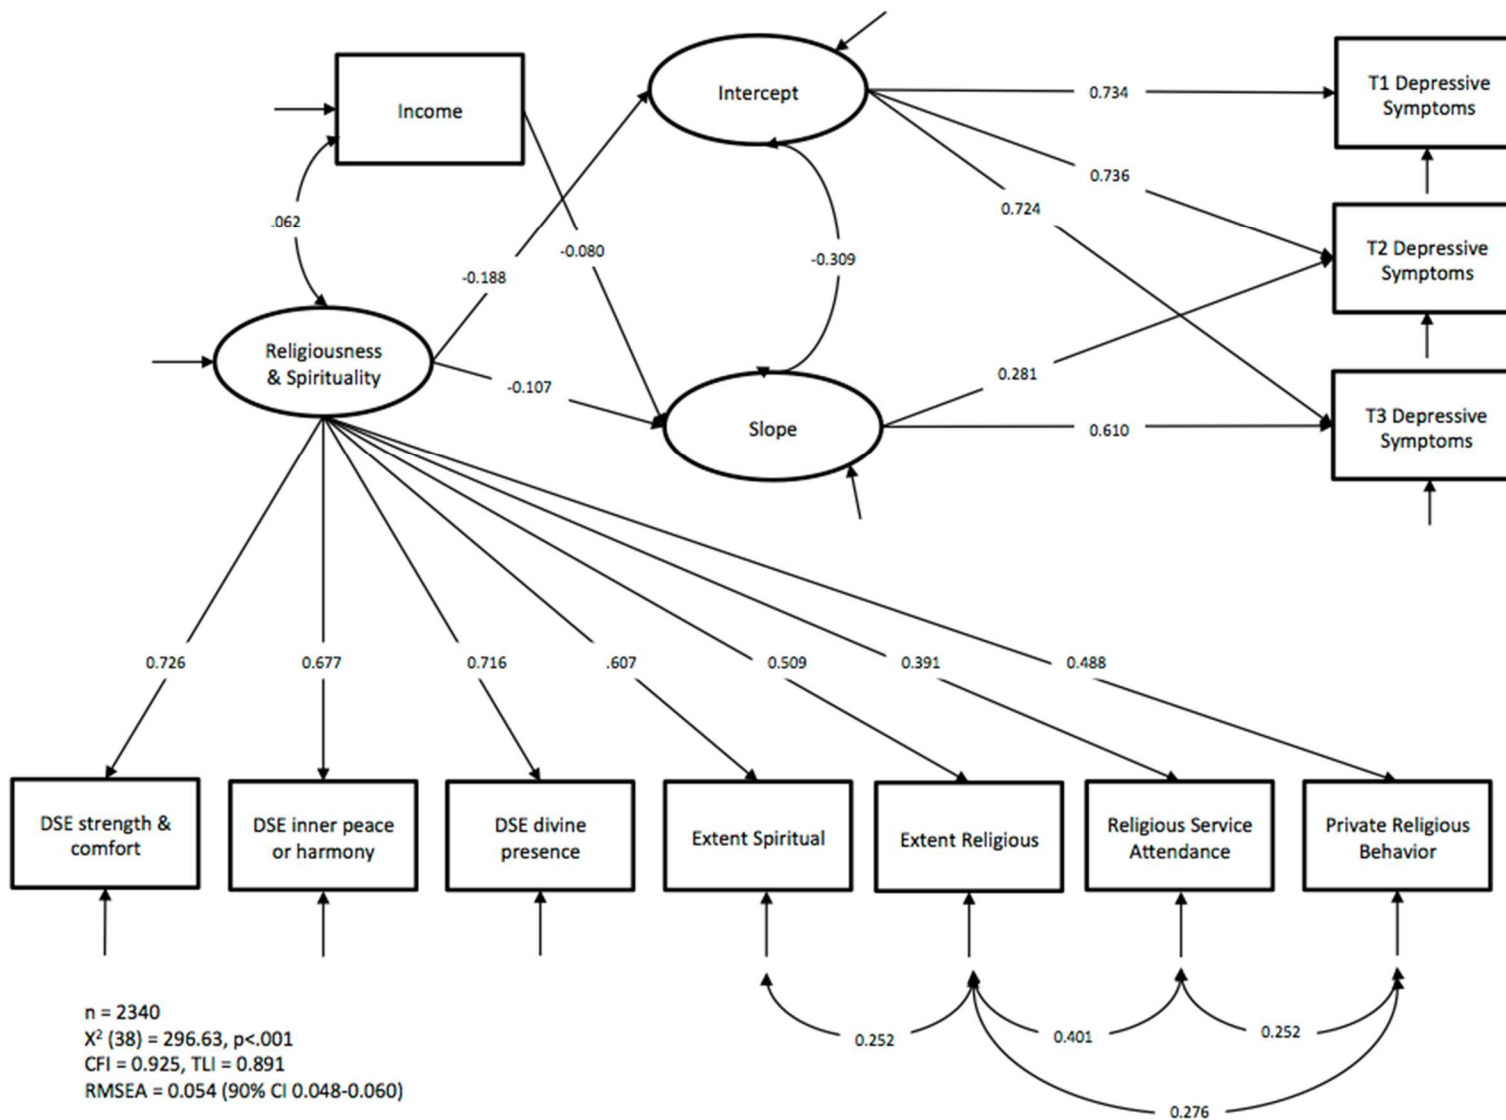 Income
Intercept
T1 Depressive
Symptoms
0.734
0.736
0.724
.062
-0.188
-0.080
-0.309
T2 Depressive
Symptoms
Religiousness
& Spirituality
-0.107
0.281
Slope
0.610
T3 Depressive
Symptoms
0.726
0.677
0.716
.607
0.509
0.391
0.488
DSE strength &
comfort
DSE inner peace
or harmony
DSE divine
presence
Extent Spiritual
Extent Religious
Religious Service
Attendance
Private Religious
Behavior
0.252
0.401
0.252
0.276
n = 2340
X² (38) = 296.63, p<.001
CFI = 0.925, TLI = 0.891
RMSEA = 0.054 (90% CI 0.048-0.060)